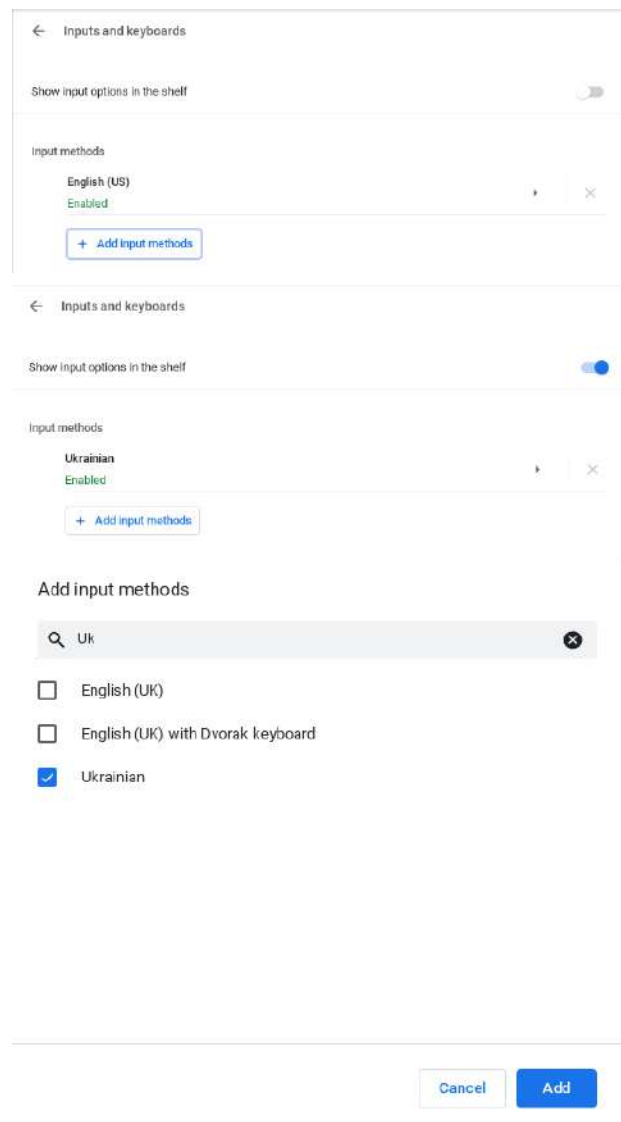 Inputs and keyboards
Show input options in the shelf
Input methods
English (US)
Enabled
+ Add input methods
Inputs and keyboards
Show input options in the shelf
Input methods
Ukrainian
Enabled
+ Add input methods
Add input methods
Uk
English (UK)
English (UK) with Dvorak keyboard
Ukrainian
Cancel Add